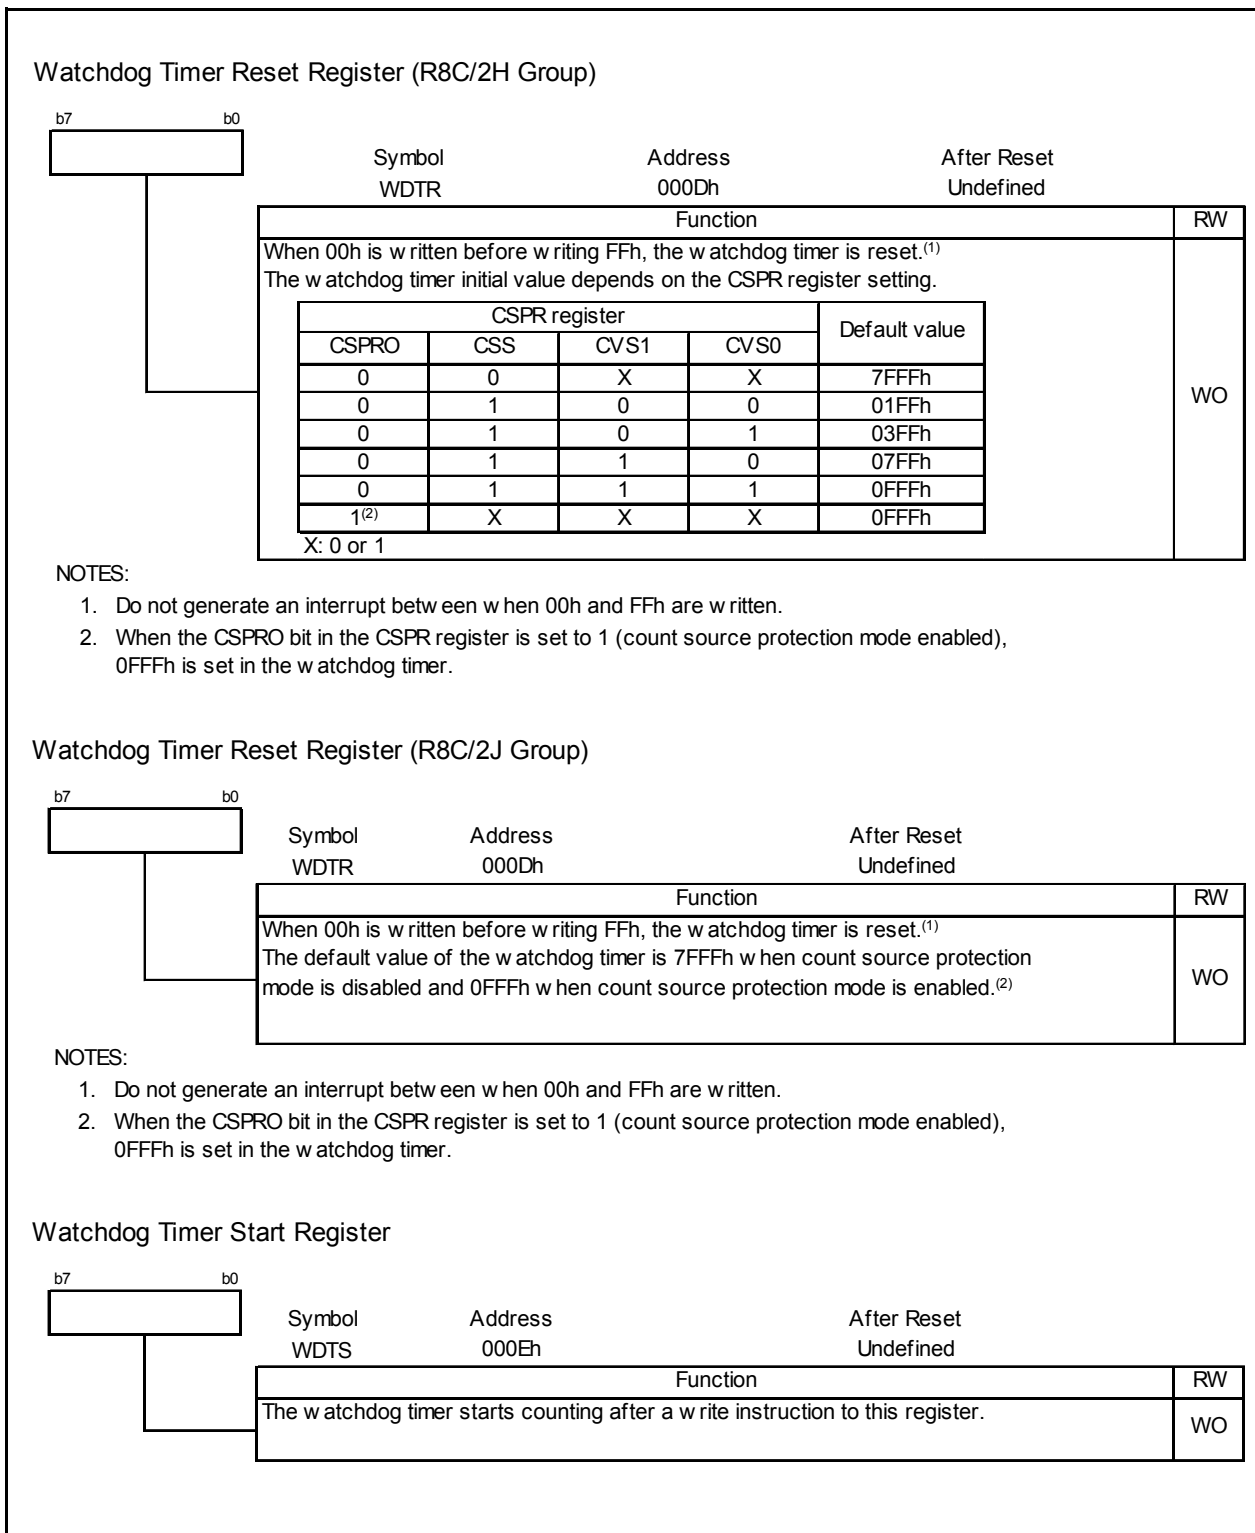 Watchdog Timer Reset Register (R8C/2H Group)
b7 b0
Symbol Address After Reset
WDTR 000Dh Undefined
Function RW
When 00h is written before writing FFh, the watchdog timer is reset.(1)
The watchdog timer initial value depends on the CSPR register setting.
CSPR register Default value
CSPRO CSS CVS1 CVS0
0 0 X X 7FFFh
WO
0 1 0 0 01FFh
0 1 0 1 03FFh
0 1 1 0 07FFh
0 1 1 1 0FFFh
1(2) X X X 0FFFh
X: 0 or 1
NOTES:
1. Do not generate an interrupt between when 00h and FFh are written.
2. When the CSPRO bit in the CSPR register is set to 1 (count source protection mode enabled),
0FFFh is set in the watchdog timer.
Watchdog Timer Reset Register (R8C/2J Group)
b7 b0
Symbol Address After Reset
WDTR 000Dh Undefined
Function RW
When 00h is written before writing FFh, the watchdog timer is reset.(1)
The default value of the watchdog timer is 7FFFh when count source protection
mode is disabled and 0FFFh when count source protection mode is enabled.(2)
WO
NOTES:
1. Do not generate an interrupt between when 00h and FFh are written.
2. When the CSPRO bit in the CSPR register is set to 1 (count source protection mode enabled),
0FFFh is set in the watchdog timer.
Watchdog Timer Start Register
b7 b0
Symbol Address After Reset
WDTS 000Eh Undefined
Function RW
The watchdog timer starts counting after a write instruction to this register.
WO